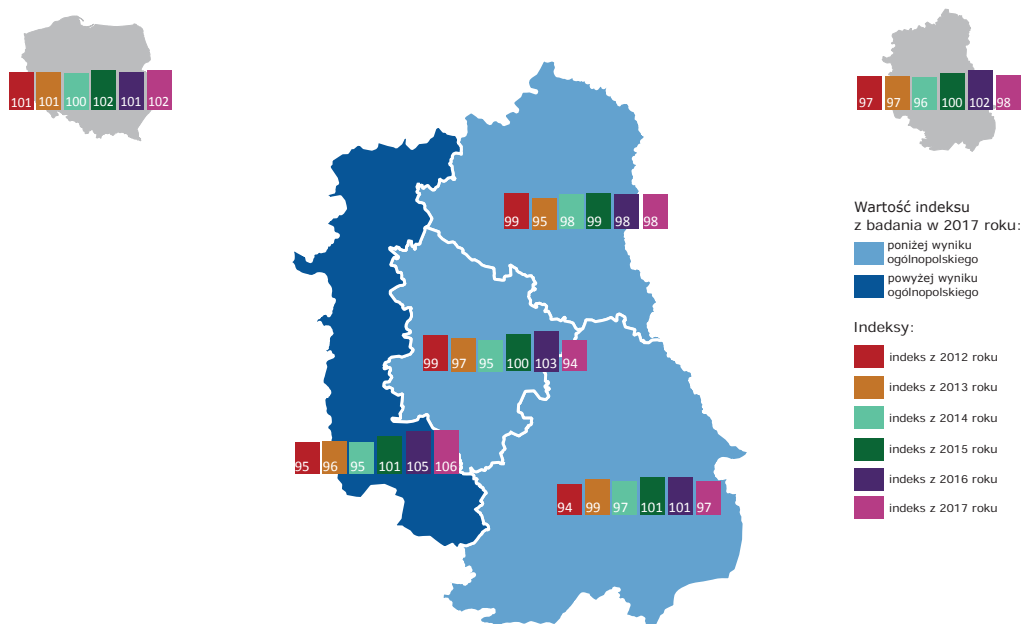 101 101 100 102 101 102
97 97 96 100 102 98
99 95 98 99 98 98
99 97 95 100 103 94
95 96 95 101 105 106
94 99 97 101 101 97
Wartość indeksu
z badania w 2017 roku:
poniżej wyniku
ogólnopolskiego
powyżej wyniku
ogólnopolskiego
Indeksy:
indeks z 2012 roku
indeks z 2013 roku
indeks z 2014 roku
indeks z 2015 roku
indeks z 2016 roku
indeks z 2017 roku